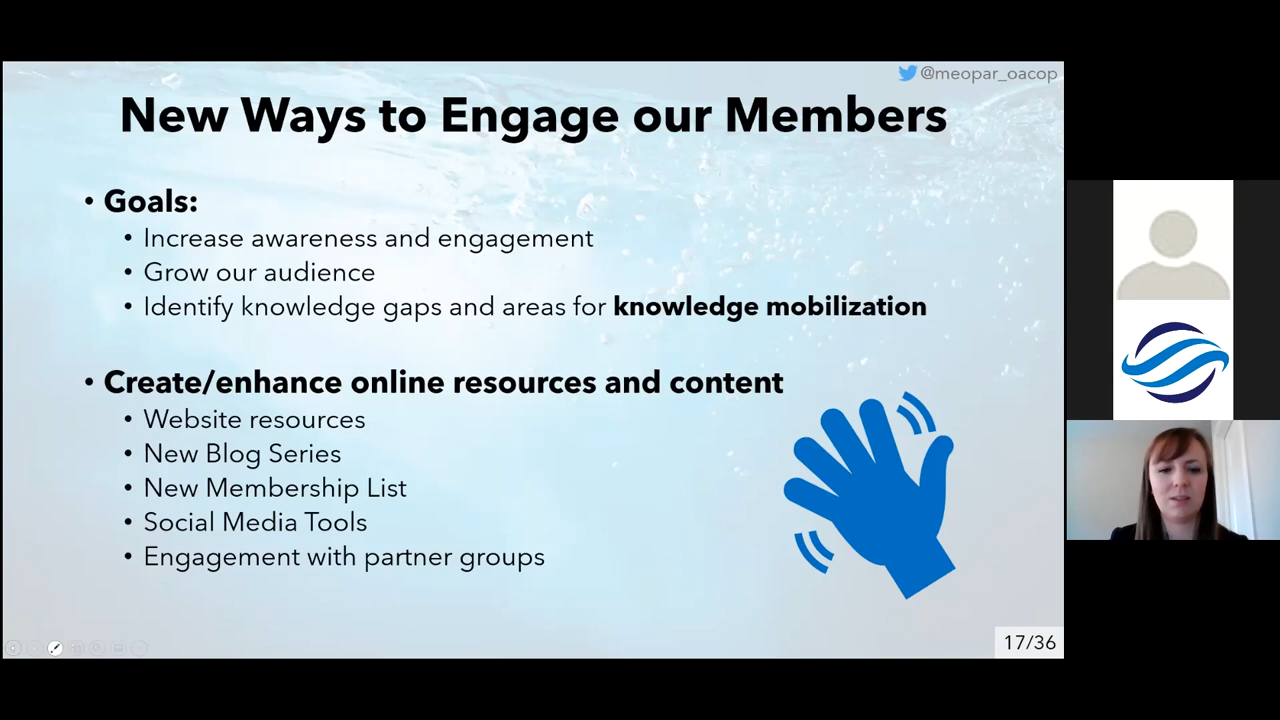 @meopar_oacop
New Ways to Engage our Members
• Goals:
• Increase awareness and engagement
• Grow our audience
• Identify knowledge gaps and areas for knowledge mobilization
• Create/enhance online resources and content
• Website resources
• New Blog Series
• New Membership List
• Social Media Tools
• Engagement with partner groups
17/36